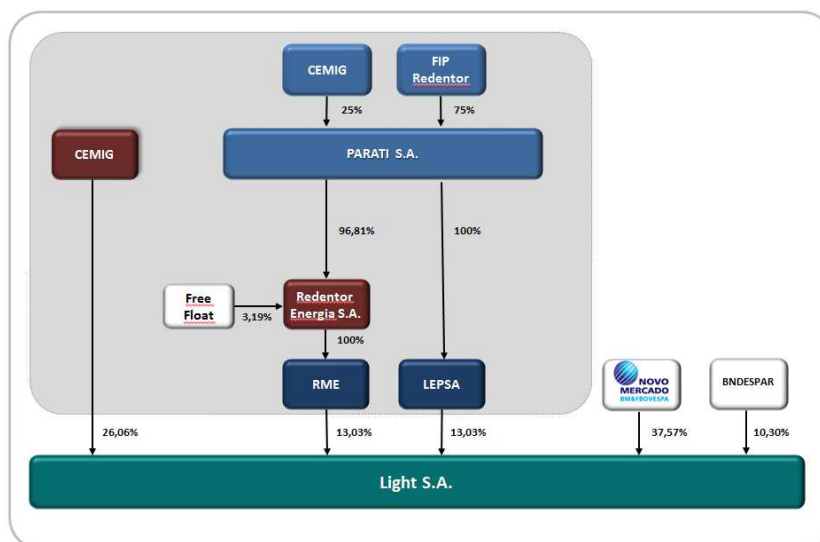 CEMIG
FIP
Redentor
25%
75%
CEMIG
PARATI S.A.
96,81%
100%
Free
Float
3,19%
Redentor
Energia S.A.
100%
RME
LEPSA
NOVO
MERCADO
BM&FBOVESPA
BNDESPAR
26,06%
13,03%
13,03%
37,57%
10,30%
Light S.A.